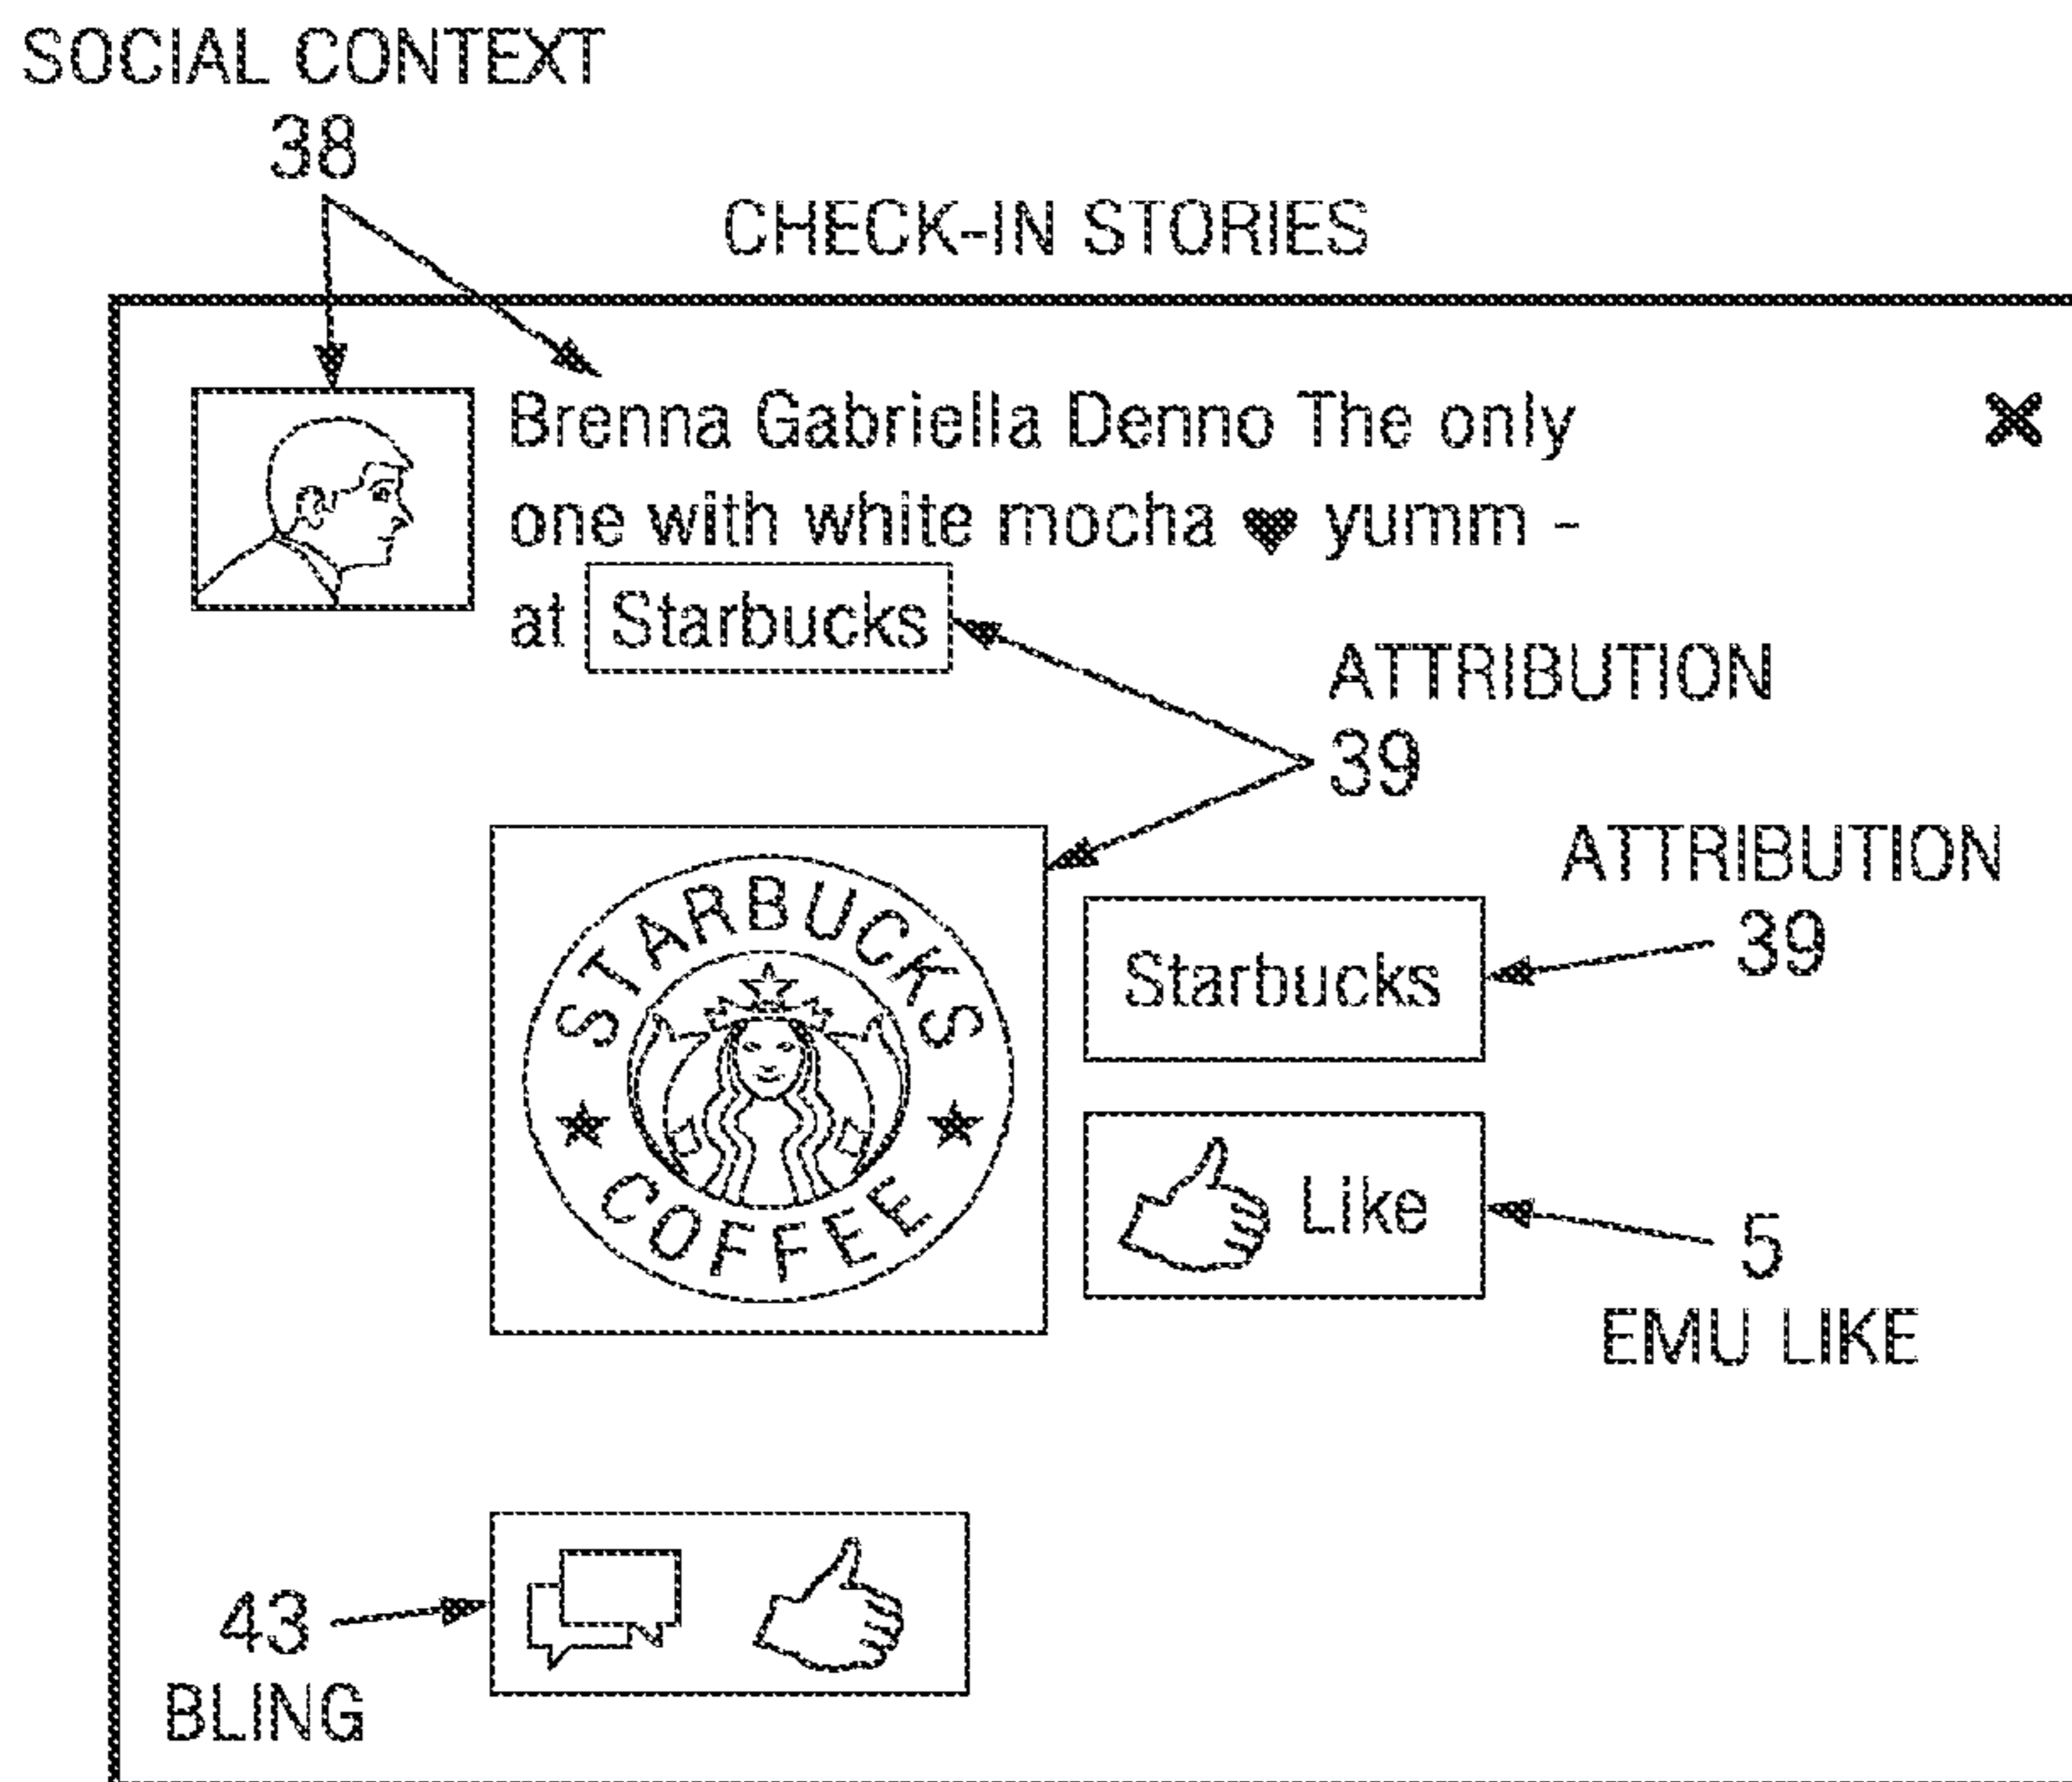 SOCIAL CONTEXT
38
CHECK-IN STORIES
Brenna Gabriella Denno The only
one with white mocha ♥ yumm -
at Starbucks
ATTRIBUTION
39
ATTRIBUTION
39
STARBUCKS
COFFEE
Starbucks
Like
5
EMU LIKE
43
BLING